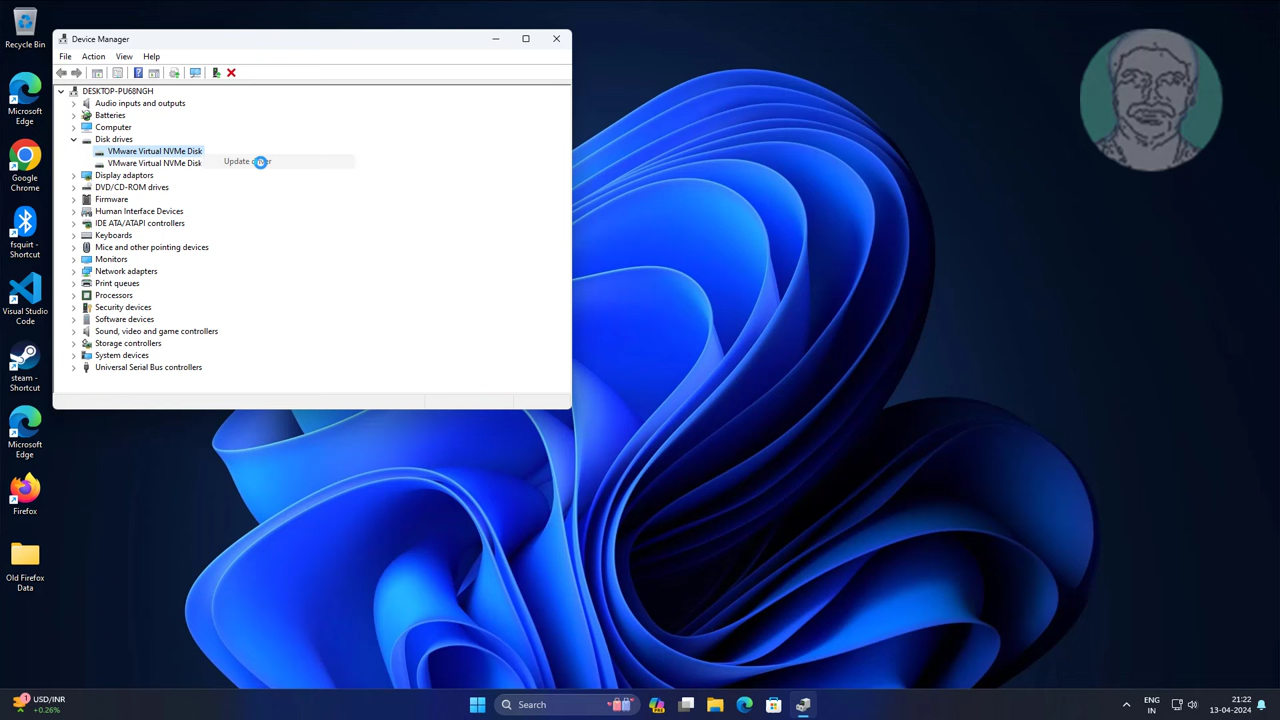 Recycle Bin
Microsoft
Edge
Google
Chrome
fsquirt -
Shortcut
Visual Studio
Code
steam -
Shortcut
Microsoft
Edge
Firefox
Old Firefox
Data
Device Manager
File Action View Help
DESKTOP-PU68NGH
Audio inputs and outputs
Batteries
Computer
Disk drives
VMware Virtual NVMe Disk
VMware Virtual NVMe Disk
Update
Display adaptors
DVD/CD-ROM drives
Firmware
Human Interface Devices
IDE ATA/ATAPI controllers
Keyboards
Mice and other pointing devices
Monitors
Network adapters
Print queues
Processors
Security devices
Software devices
Sound, video and game controllers
Storage controllers
System devices
Universal Serial Bus controllers
1
USD/INR
+0.26%
Search
ENG
IN
21:22
13-04-2024